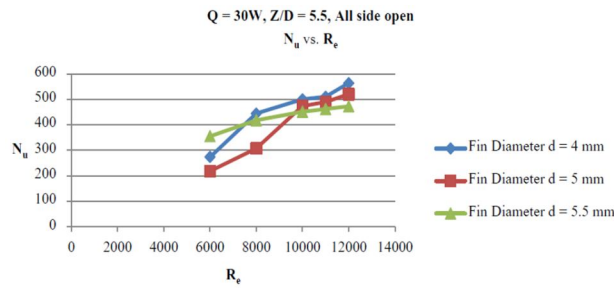 Q = 30W, Z/D = 5.5, All side open
Nu vs. Re
600
500
400
300
200
100
0
Nu
0 2000 4000 6000 8000 10000 12000 14000
Re
Fin Diameter d = 4 mm
Fin Diameter d = 5 mm
Fin Diameter d = 5.5 mm